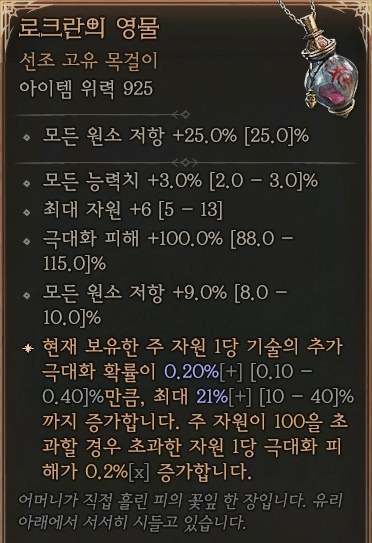 로크란의 영물
선조 고유 목걸이
아이템 위력 925
모든 원소 저항 +25.0% [25.0]%
모든 능력치 +3.0% [2.0 - 3.0]%
최대 자원 +6 [5 - 13]
극대화 피해 +100.0% [88.0 -
115.0]%
모든 원소 저항 +9.0% [8.0 -
10.0]%
현재 보유한 주 자원 1당 기술의 추가
극대화 확률이 0.20%[+] [0.10 -
0.40]%만큼, 최대 21%[+] [10 - 40]%
까지 증가합니다. 주 자원이 100을 초
과할 경우 초과한 자원 1당 극대화 피
해가 0.2%[x] 증가합니다.
어머니가 직접 흘린 피의 꽃잎 한 장입니다. 유리
아래에서 서서히 시들고 있습니다.